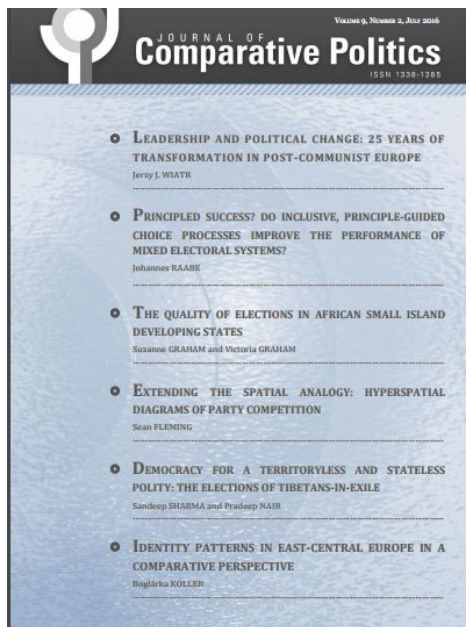 VOLUME 9, NUMBER 2, JULY 2016
JOURNAL OF
Comparative Politics
ISSN 1338-1385
LEADERSHIP AND POLITICAL CHANGE: 25 YEARS OF
TRANSFORMATION IN POST-COMMUNIST EUROPE
Jerzy J. WIATR
PRINCIPLED SUCCESS? DO INCLUSIVE, PRINCIPLE-GUIDED
CHOICE PROCESSES IMPROVE THE PERFORMANCE OF
MIXED ELECTORAL SYSTEMS?
Johannes RAABE
THE QUALITY OF ELECTIONS IN AFRICAN SMALL ISLAND
DEVELOPING STATES
Suzanne GRAHAM and Victoria GRAHAM
EXTENDING THE SPATIAL ANALOGY: HYPERSPATIAL
DIAGRAMS OF PARTY COMPETITION
Sean FLEMING
DEMOCRACY FOR A TERRITORYLESS AND STATELESS
POLITY: THE ELECTIONS OF TIBETANS-IN-EXILE
Sandeep SHARMA and Pradeep NAIR
IDENTITY PATTERNS IN EAST-CENTRAL EUROPE IN A
COMPARATIVE PERSPECTIVE
Boglárka KOLLER